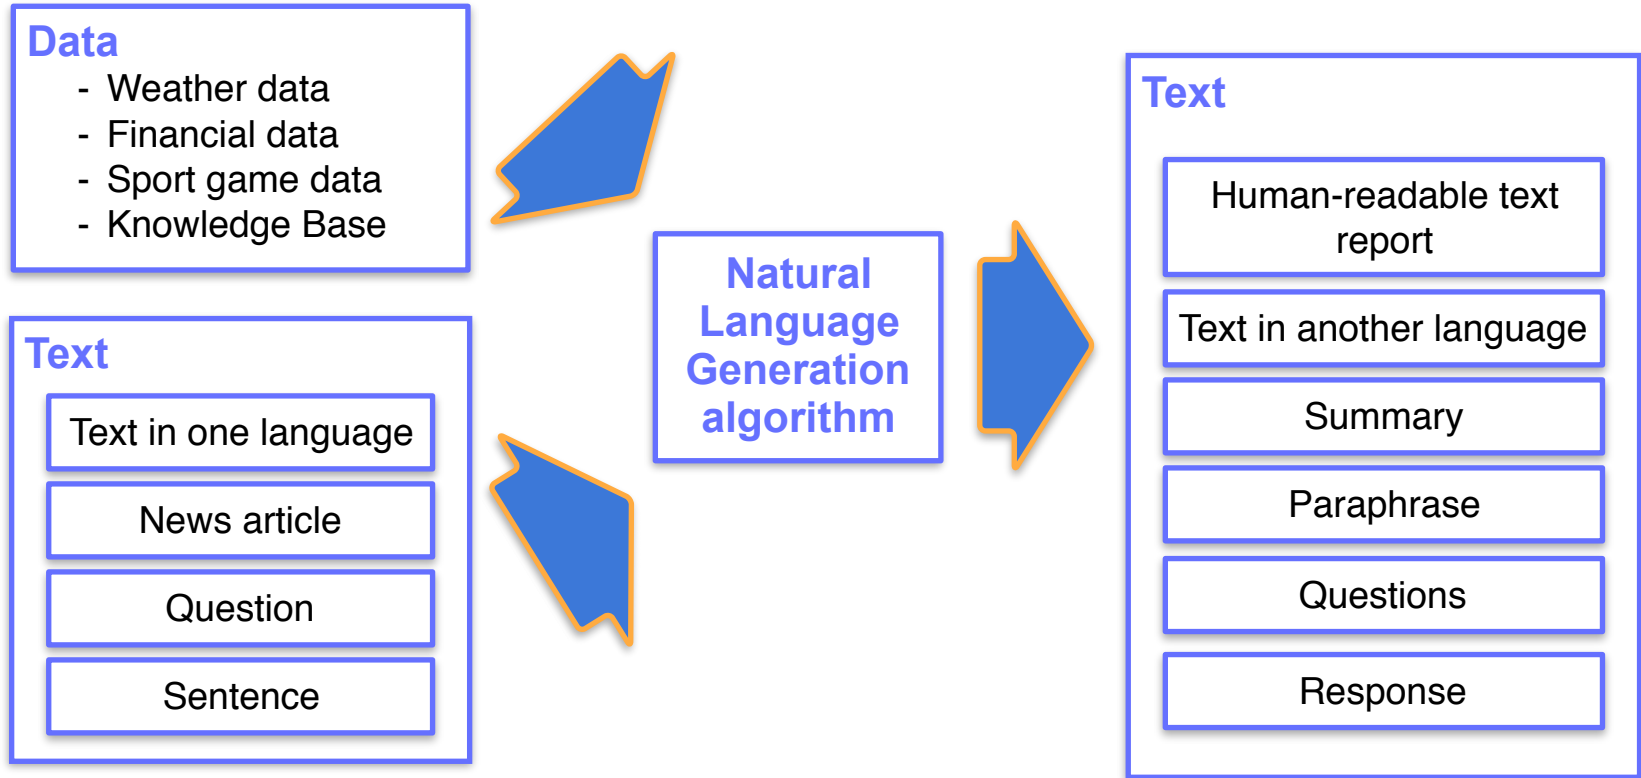 Data
- Weather data
- Financial data
- Sport game data
- Knowledge Base
Text
Text in one language
News article
Question
Sentence
Natural
Language
Generation
algorithm
Text
Human-readable text
report
Text in another language
Summary
Paraphrase
Questions
Response